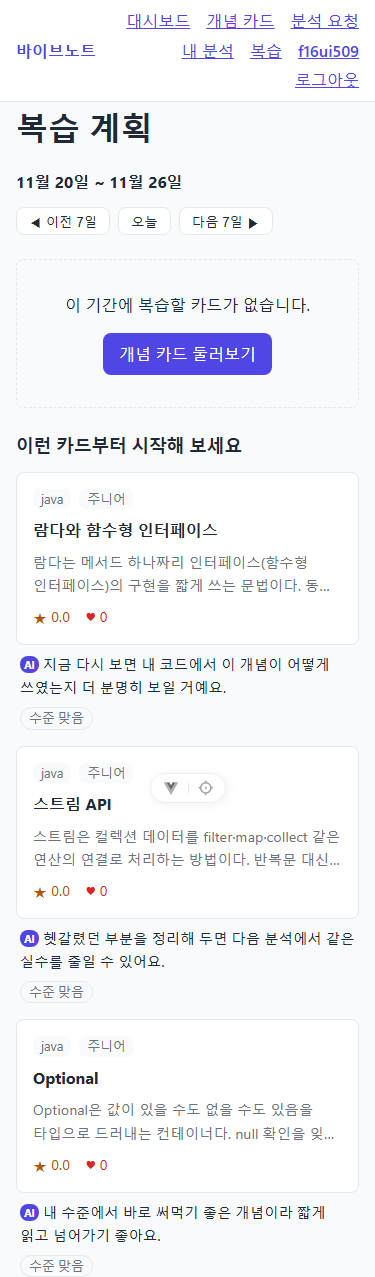 대시보드 개념 카드 분석 요청
바이브노트 내 분석 복습 f16ui509
로그아웃
복습 계획
11월 20일 ~ 11월 26일
◀ 이전 7일 오늘 다음 7일 ▶
이 기간에 복습할 카드가 없습니다.
개념 카드 둘러보기
이런 카드부터 시작해 보세요
java 주니어
람다와 함수형 인터페이스
람다는 메서드 하나짜리 인터페이스(함수형
인터페이스)의 구현을 짧게 쓰는 문법이다. 동...
★ 0.0 ♥ 0
AI 지금 다시 보면 내 코드에서 이 개념이 어떻게
쓰였는지 더 분명히 보일 거예요.
수준 맞음
java 주니어
스트림 API
스트림은 컬렉션 데이터를 filter·map·collect 같은
연산의 연결로 처리하는 방법이다. 반복문 대신...
★ 0.0 ♥ 0
AI 헷갈렸던 부분을 정리해 두면 다음 분석에서 같은
실수를 줄일 수 있어요.
수준 맞음
java 주니어
Optional
Optional은 값이 있을 수도 없을 수도 있음을
타입으로 드러내는 컨테이너다. null 확인을 잊...
★ 0.0 ♥ 0
AI 내 수준에서 바로 써먹기 좋은 개념이라 짧게
읽고 넘어가기 좋아요.
수준 맞음